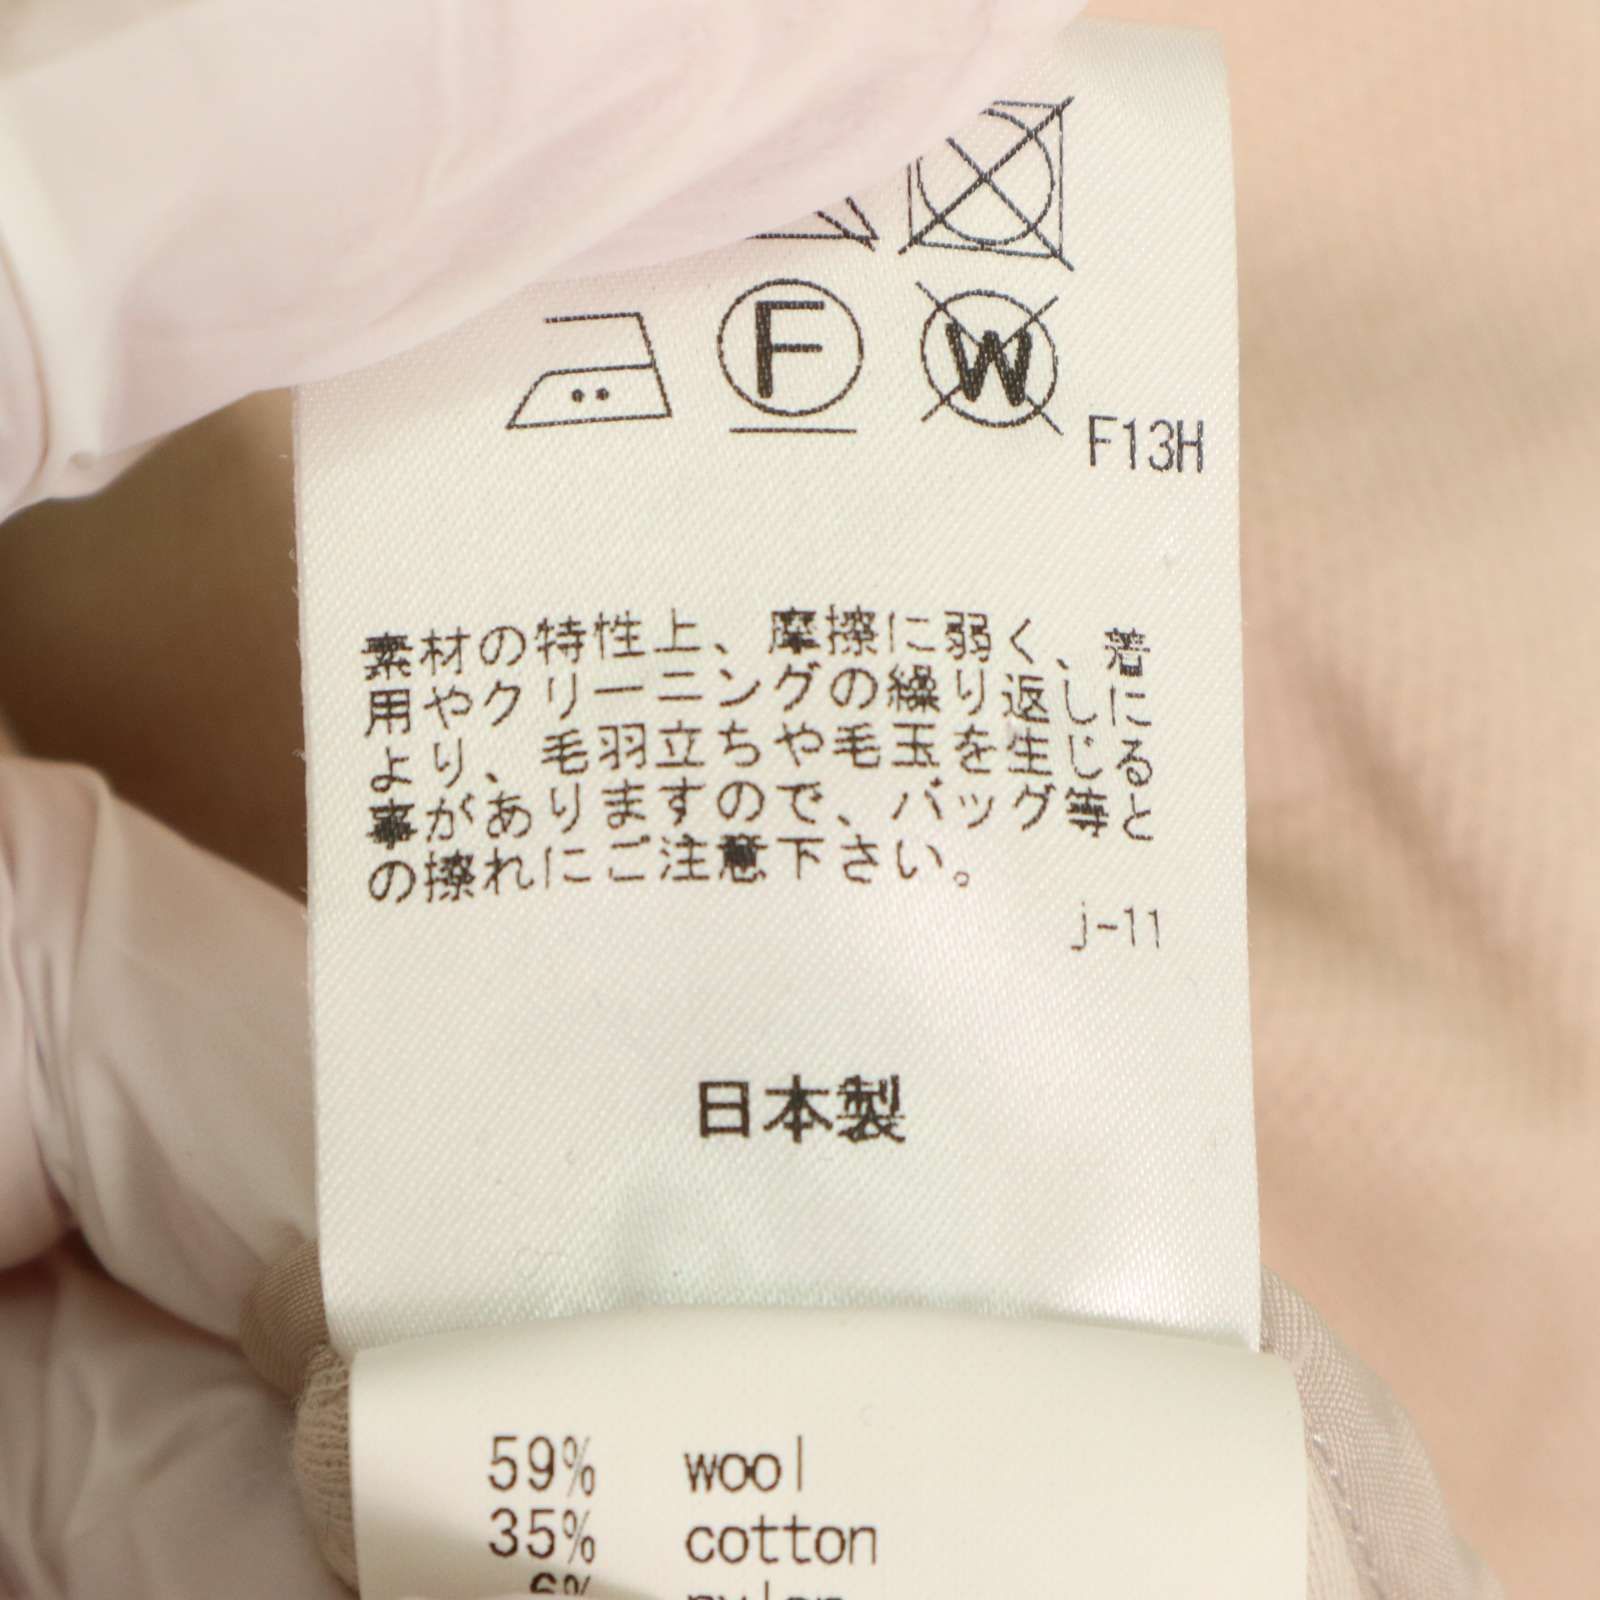 F
W
F13H
素材の特性上、摩擦に弱く、着
用やクリーニングの繰り返しに
より、毛羽立ちや毛玉を生じる
事がありますので、バッグ等と
の擦れにご注意下さい。
j-11
日本製
59% wool
35% cotton
6% nylon